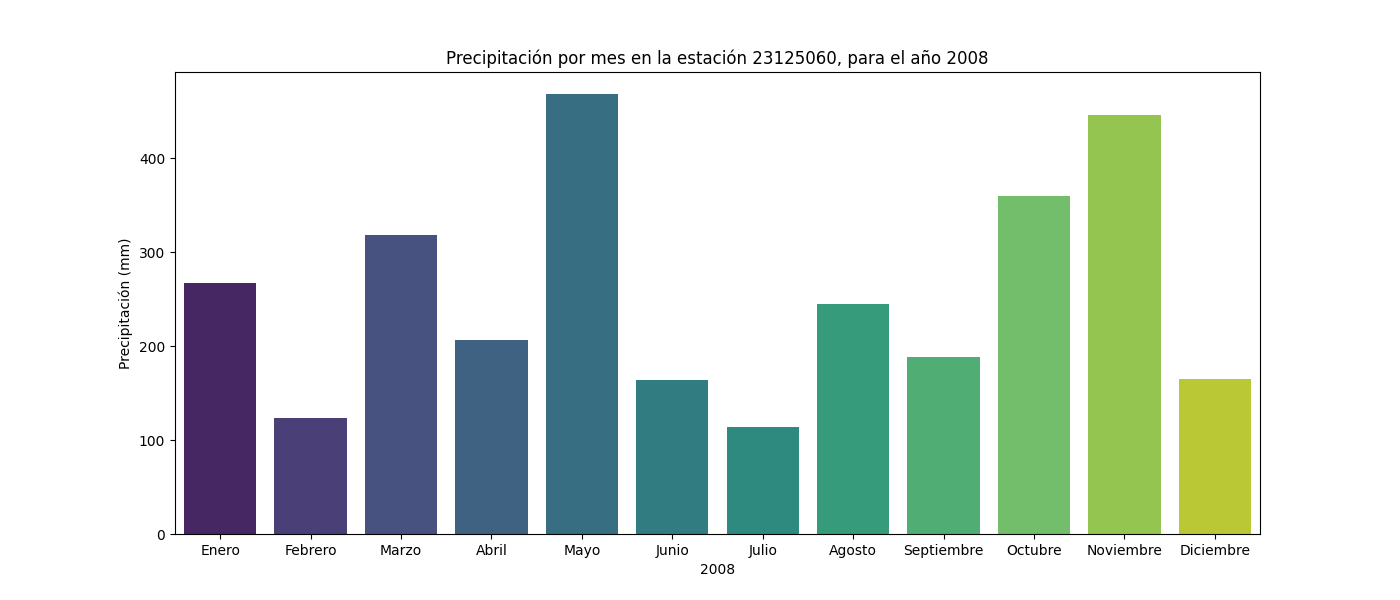 Precipitación por mes en la estación 23125060, para el año 2008
Precipitación (mm)
400
300
200
100
0
Enero Febrero Marzo Abril Mayo Junio Julio Agosto Septiembre Octubre Noviembre Diciembre
2008